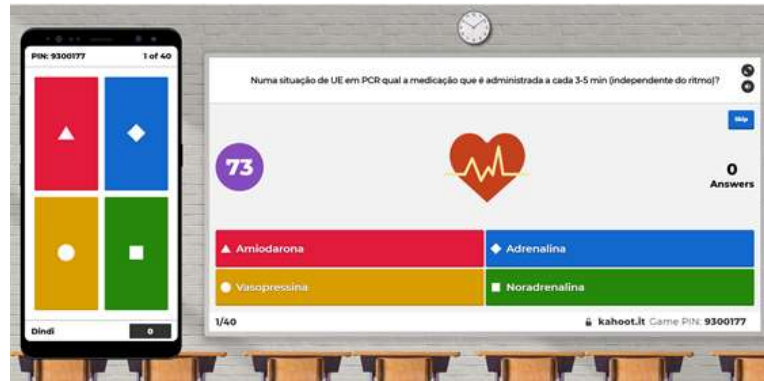 PIN: 9300177 1 of 40
Dindi 0
Numa situação de UE em PCR qual a medicação que é administrada a cada 3-5 min (independente do ritmo)?
Skip
73
0
Answers
Amiodarona
Adrenalina
Vasopressina
Noradrenalina
1/40
kahoot.it Game PIN: 9300177